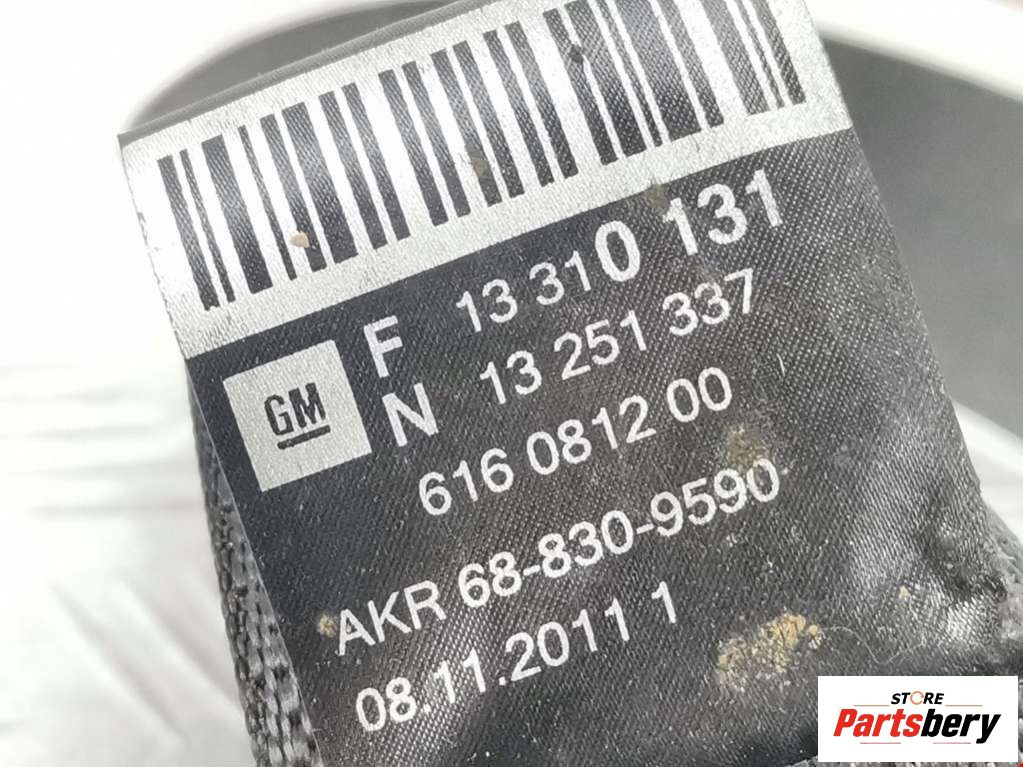 F 13 310 131
GM
N 13 251 337
616 0812 00
AKR 68-830-9590
08.11.2011 1
STORE
Partsbery